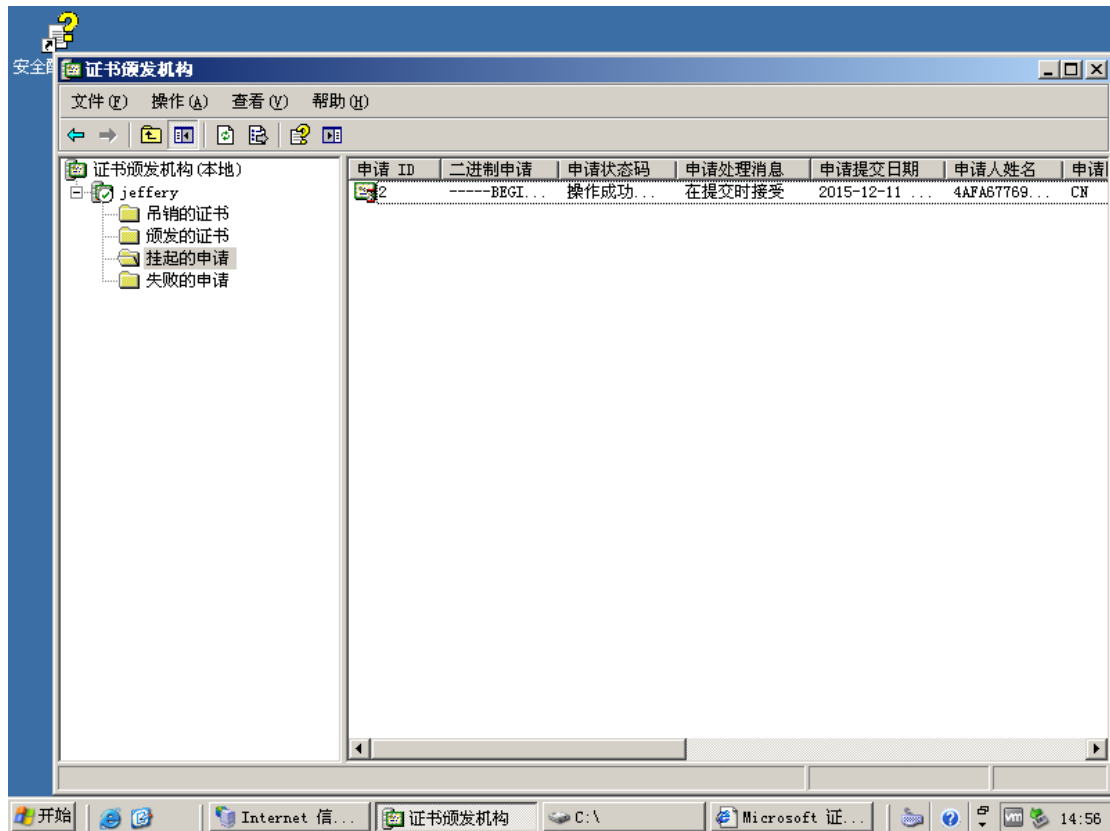 安全
证书颁发机构
文件(F) 操作(A) 查看(V) 帮助(H)
证书颁发机构(本地)
jeffery
吊销的证书
颁发的证书
挂起的申请
失败的申请
申请 ID 二进制申请 申请状态码 申请处理消息 申请提交日期 申请人姓名 申请
2 -----BEGI... 操作成功... 在提交时接受 2015-12-11 ... 4AFA67769... CN
开始 Internet 信... 证书颁发机构 C:\ Microsoft 证... 14:56